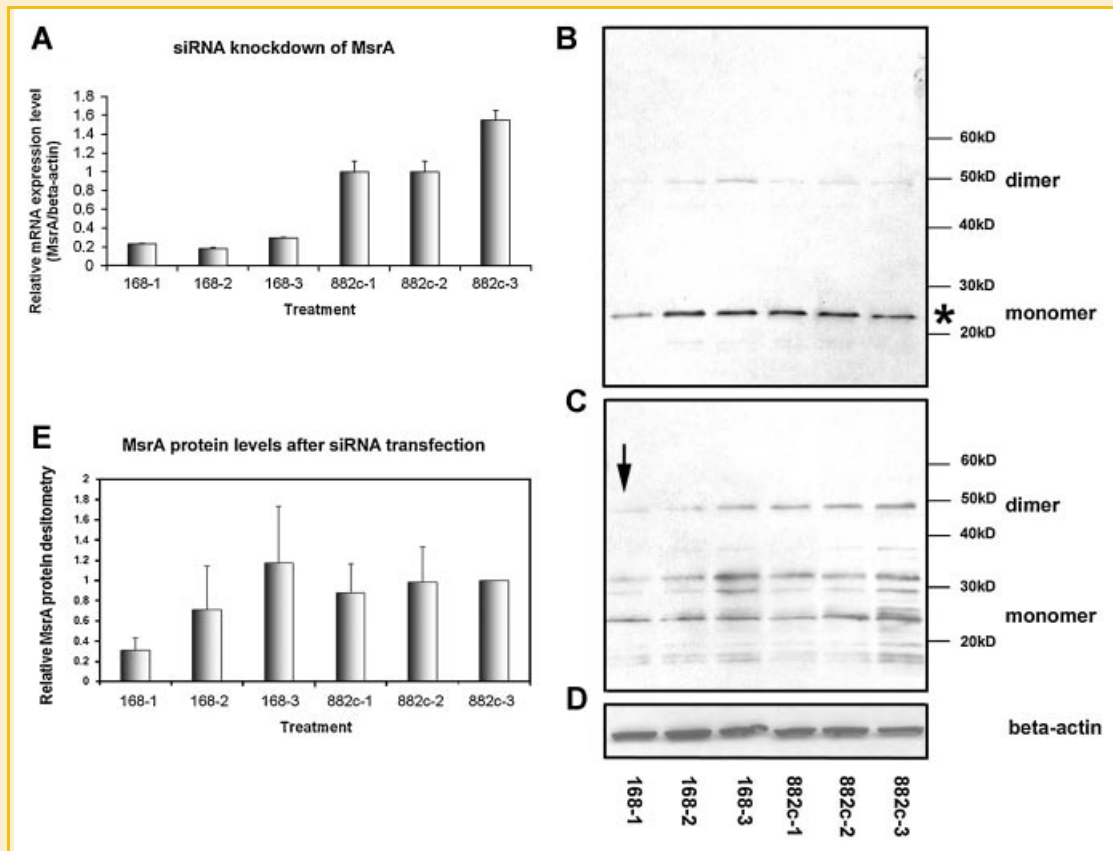 A
siRNA knockdown of MsrA
Relative mRNA expression level
(MsrA/beta-actin)
1.8
1.6
1.4
1.2
1
0.8
0.6
0.4
0.2
0
168-1 168-2 168-3 882c-1 882c-2 882c-3
Treatment
B
60kD
50kD dimer
40kD
30kD
* monomer
20kD
E
MsrA protein levels after siRNA transfection
Relative MsrA protein desitometry
2
1.8
1.6
1.4
1.2
1
0.8
0.6
0.4
0.2
0
168-1 168-2 168-3 882c-1 882c-2 882c-3
Treatment
C
60kD
50kD dimer
40kD
30kD
monomer
20kD
D
beta-actin
168-1
168-2
168-3
882c-1
882c-2
882c-3